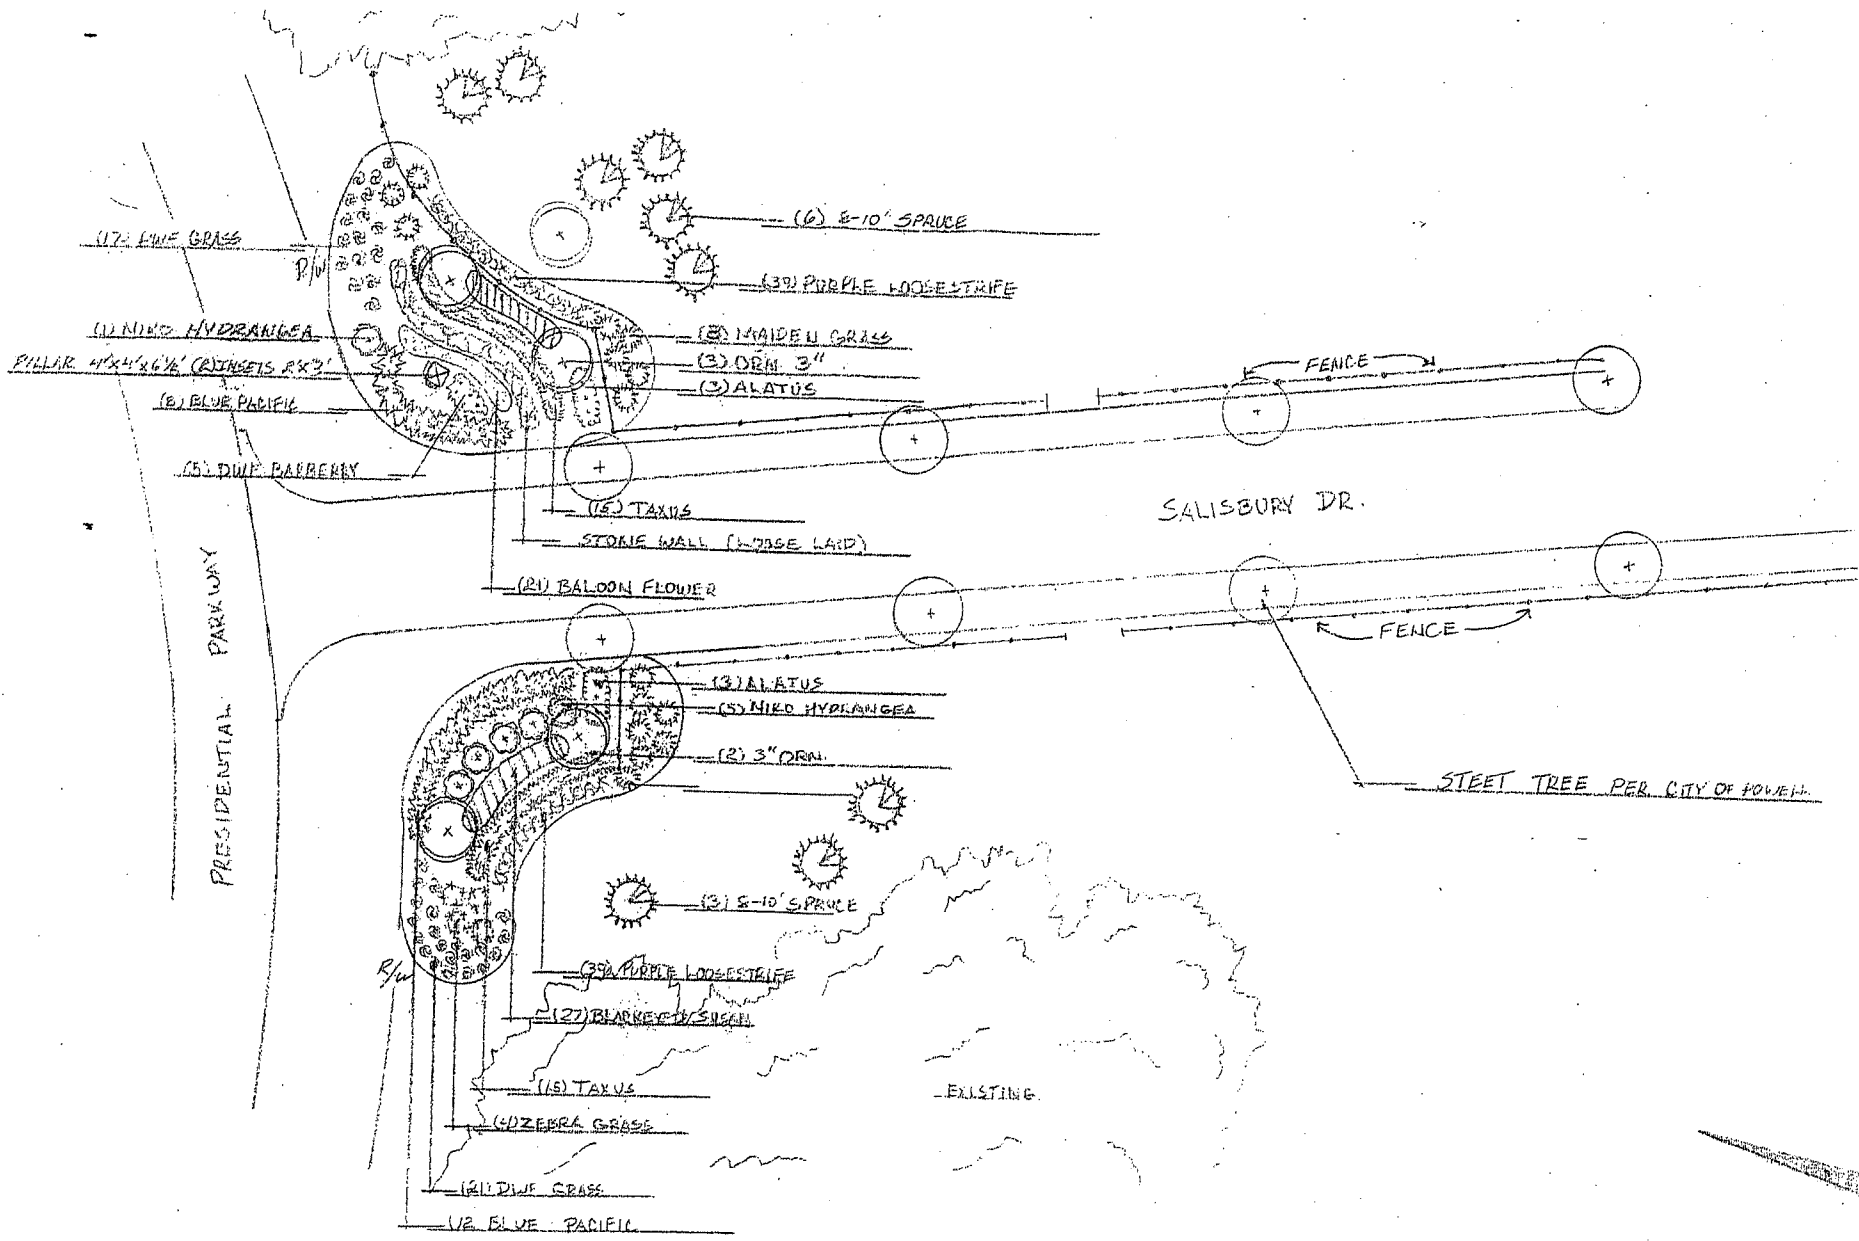 (6) 8-10' SPRUCE
(17) DWF GRASS
R/W
(39) PURPLE LOOSESTRIFE
(1) NIKO HYDRANGEA
(8) MAIDEN GRASS
PILLAR 4'X4'X6½' (2) INSETS 2'X3'
(3) ORN 3"
(3) ALATUS
FENCE
(8) BLUE PACIFIC
(5) DWF BARBERRY
(15) TAXUS
SALISBURY DR.
STONE WALL (LOOSE LAID)
(21) BALOON FLOWER
FENCE
PRESIDENTIAL PARKWAY
(3) ALATUS
(5) NIKO HYDRANGEA
(2) 3" ORN.
STEET TREE PER CITY OF POWELL
(3) 8-10' SPRUCE
R/W
(39) PURPLE LOOSESTRIFE
(27) BLACKEYED SUSAN
(15) TAXUS
EXISTING
ZEBRA GRASS
(21) DWF GRASS
12 BLUE PACIFIC